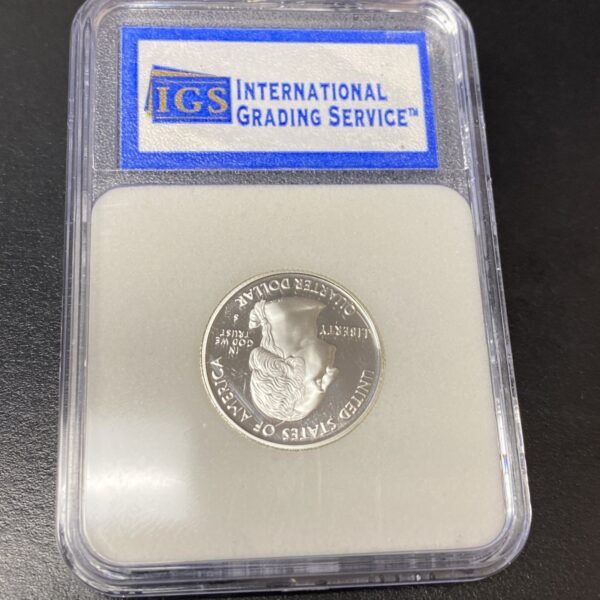 IGS
INTERNATIONAL
GRADING SERVICE™
UNITED STATES OF AMERICA
LIBERTY
IN
GOD WE
TRUST
S
QUARTER DOLLAR